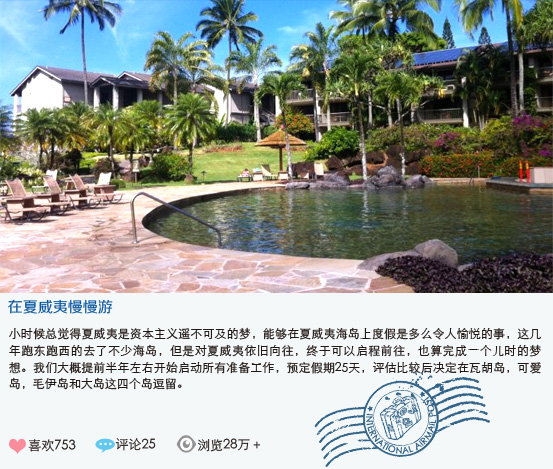 在夏威夷慢慢游
小时候总觉得夏威夷是资本主义遥不可及的梦，能够在夏威夷海岛上度假是多么令人愉悦的事，这几
年跑东跑西的去了不少海岛，但是对夏威夷依旧向往，终于可以启程前往，也算完成一个儿时的梦
想。我们大概提前半年左右开始启动所有准备工作，预定假期25天，评估比较后决定在瓦胡岛，可爱
岛，毛伊岛和大岛这四个岛逗留。
喜欢753 评论25 浏览28万+
INTERNATIONAL AIRMAIL POST